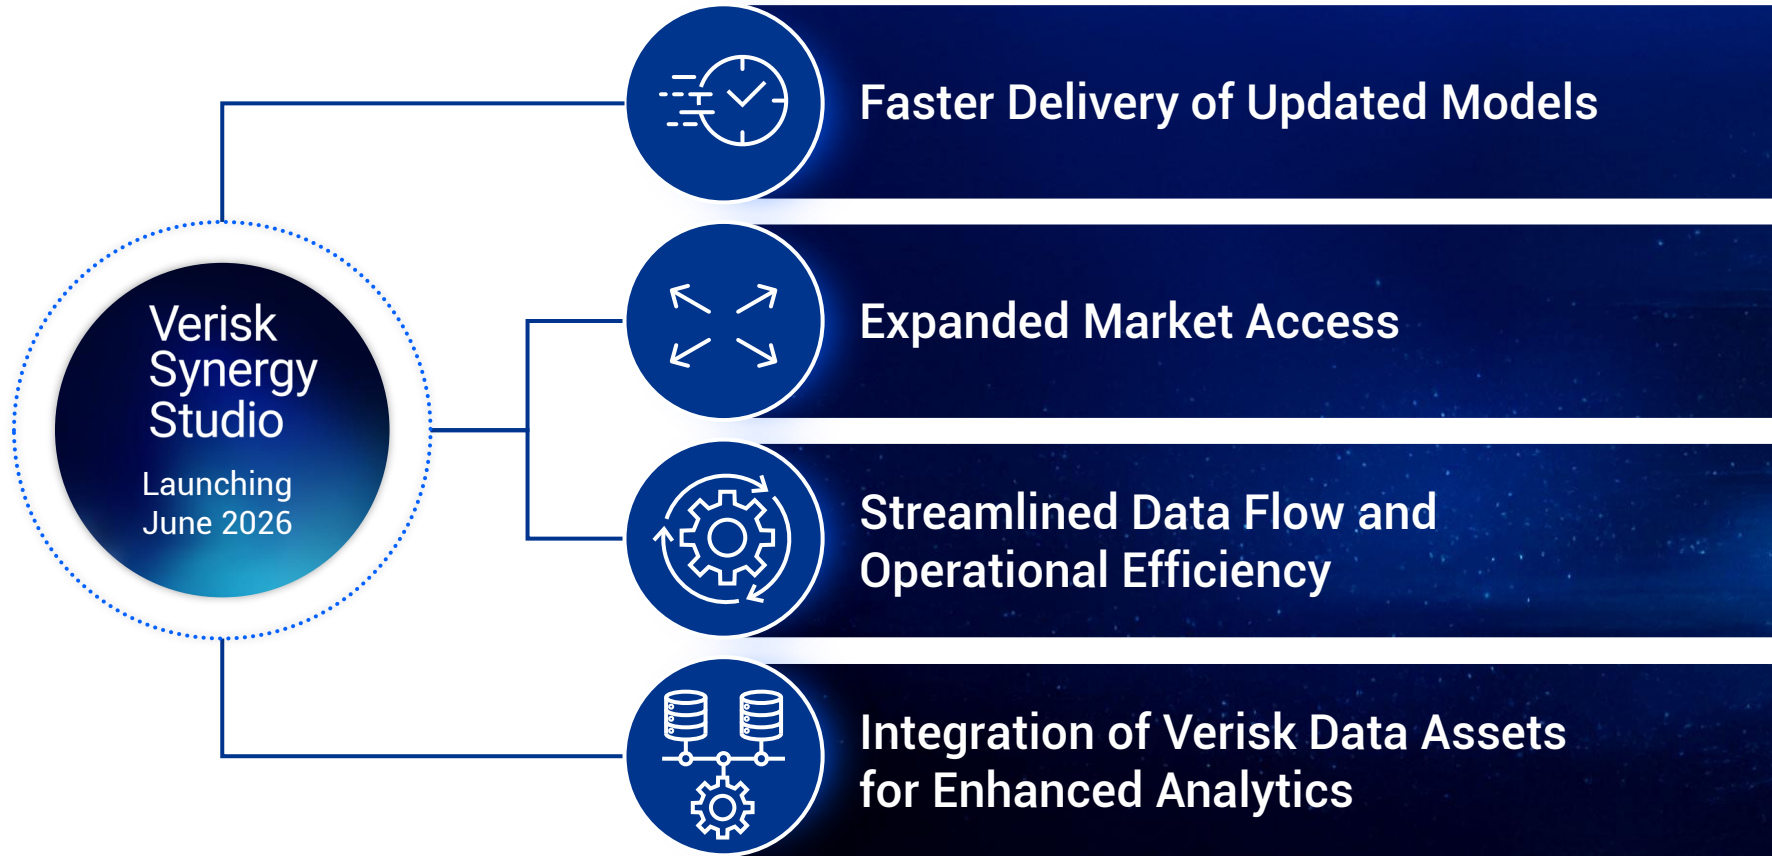 Verisk
Synergy
Studio
Launching
June 2026
Faster Delivery of Updated Models
Expanded Market Access
Streamlined Data Flow and
Operational Efficiency
Integration of Verisk Data Assets
for Enhanced Analytics